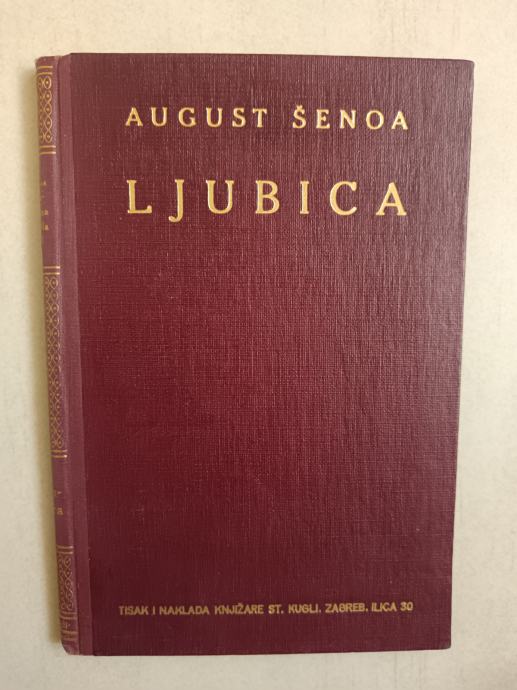 AUGUST ŠENOA
LJUBICA
TISAK I NAKLADA KNJIŽARE ST. KUGLI, ZAGREB, ILICA 30